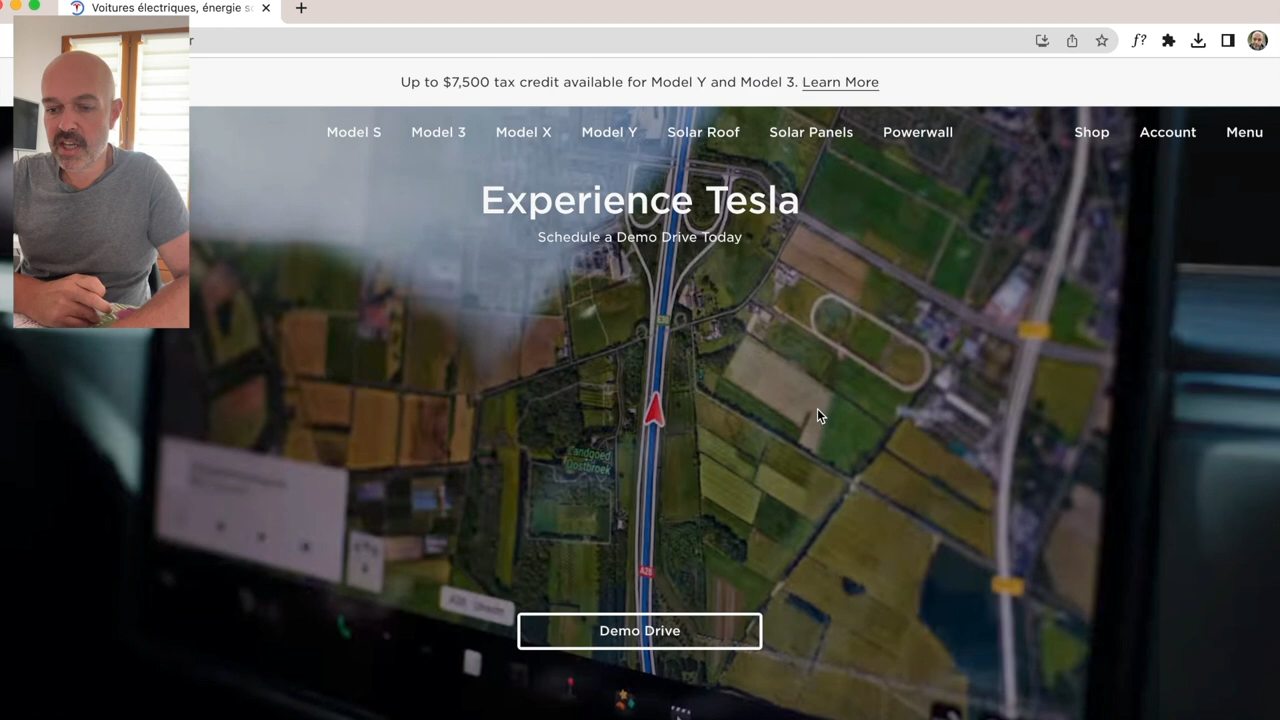 Voitures électriques, énergie s
r
f?
Up to $7,500 tax credit available for Model Y and Model 3. Learn More
Model S Model 3 Model X Model Y Solar Roof Solar Panels Powerwall Shop Account Menu
Experience Tesla
Schedule a Demo Drive Today
Landgoed
Oostbroek
Demo Drive